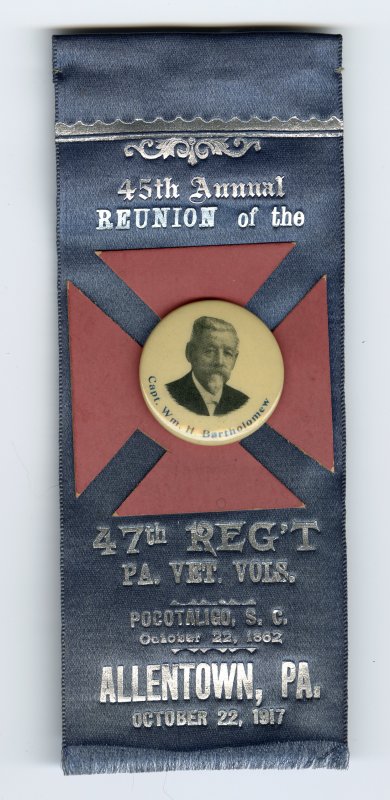 45th Annual
REUNION of the
Capt. Wm. H Bartholomew
47th REG'T
PA. VET. VOLS.
POCOTALIGO, S. C.
October 22, 1862
ALLENTOWN, PA.
OCTOBER 22, 1917